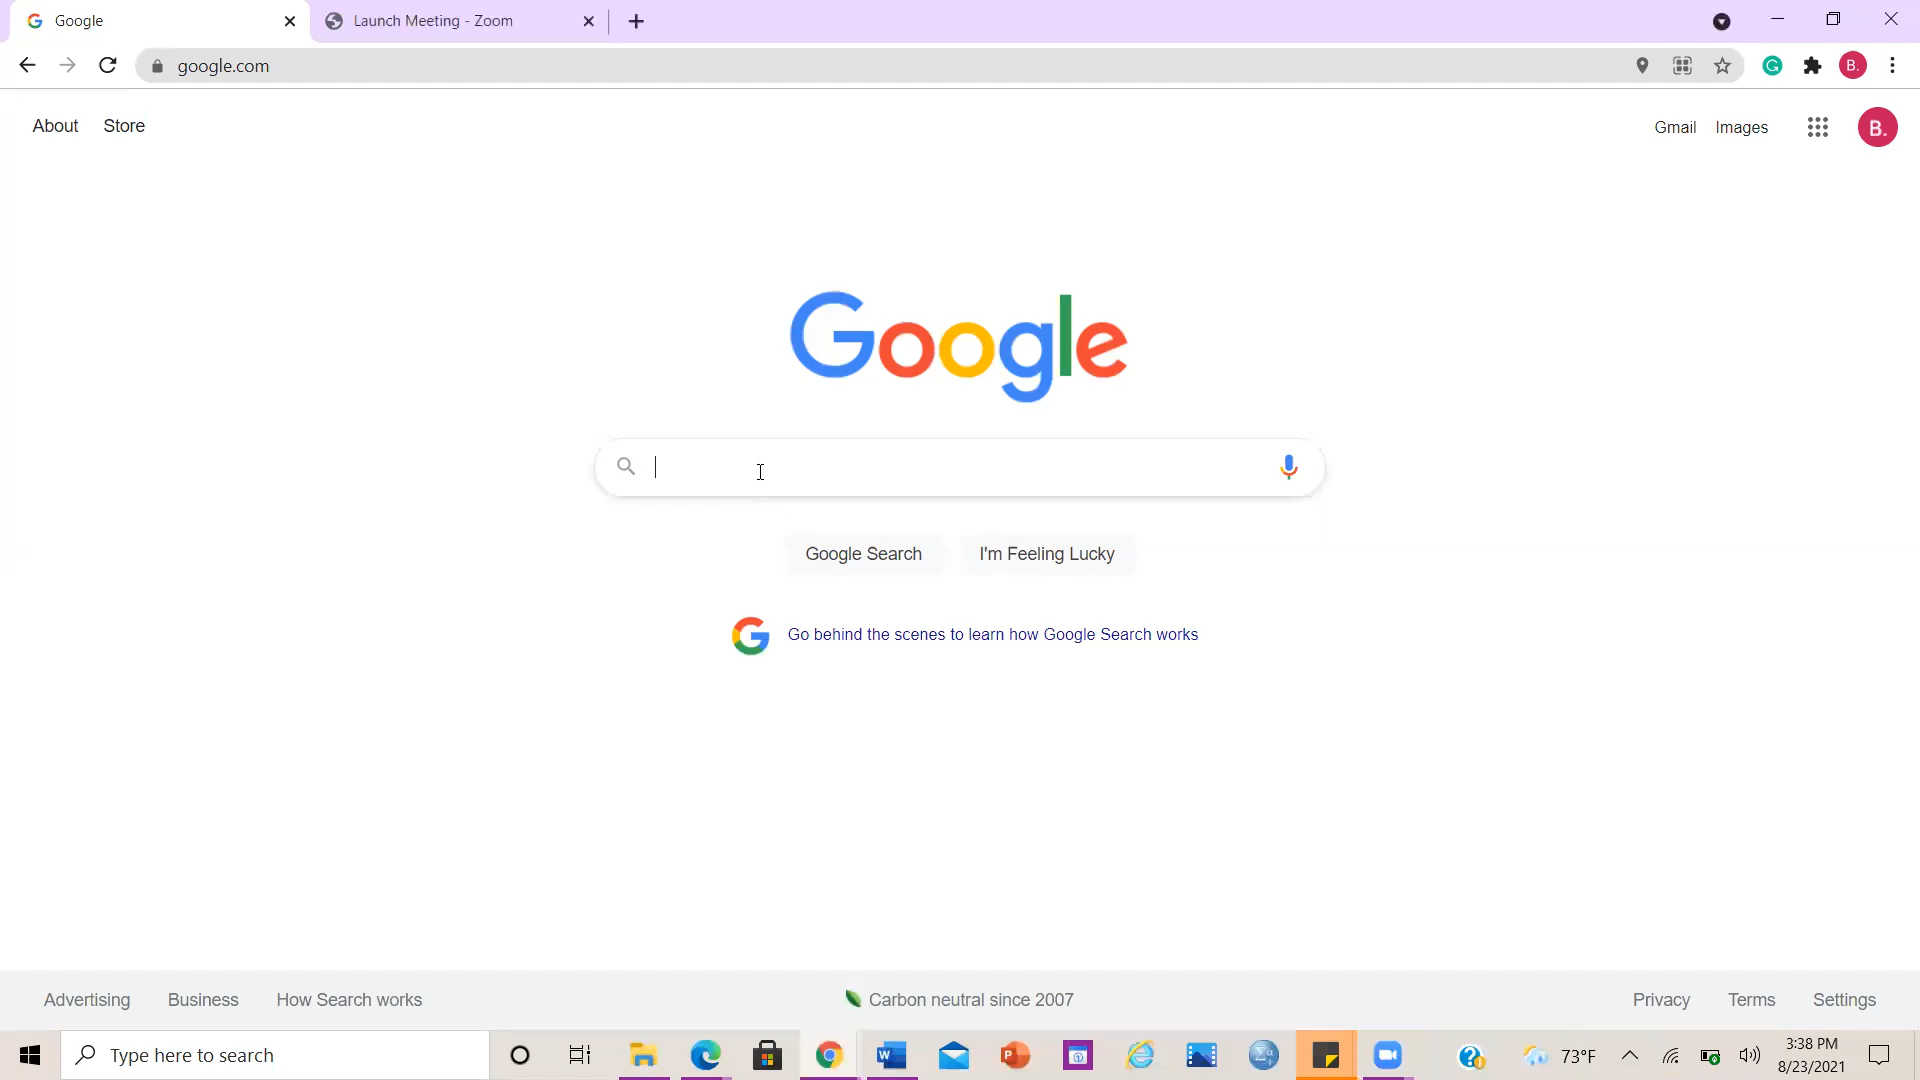 Google
Launch Meeting - Zoom
google.com
B.
About
Store
Gmail
Images
B.
Google
Google Search
I'm Feeling Lucky
Go behind the scenes to learn how Google Search works
Advertising
Business
How Search works
Carbon neutral since 2007
Privacy
Terms
Settings
Type here to search
73°F
3:38 PM
8/23/2021